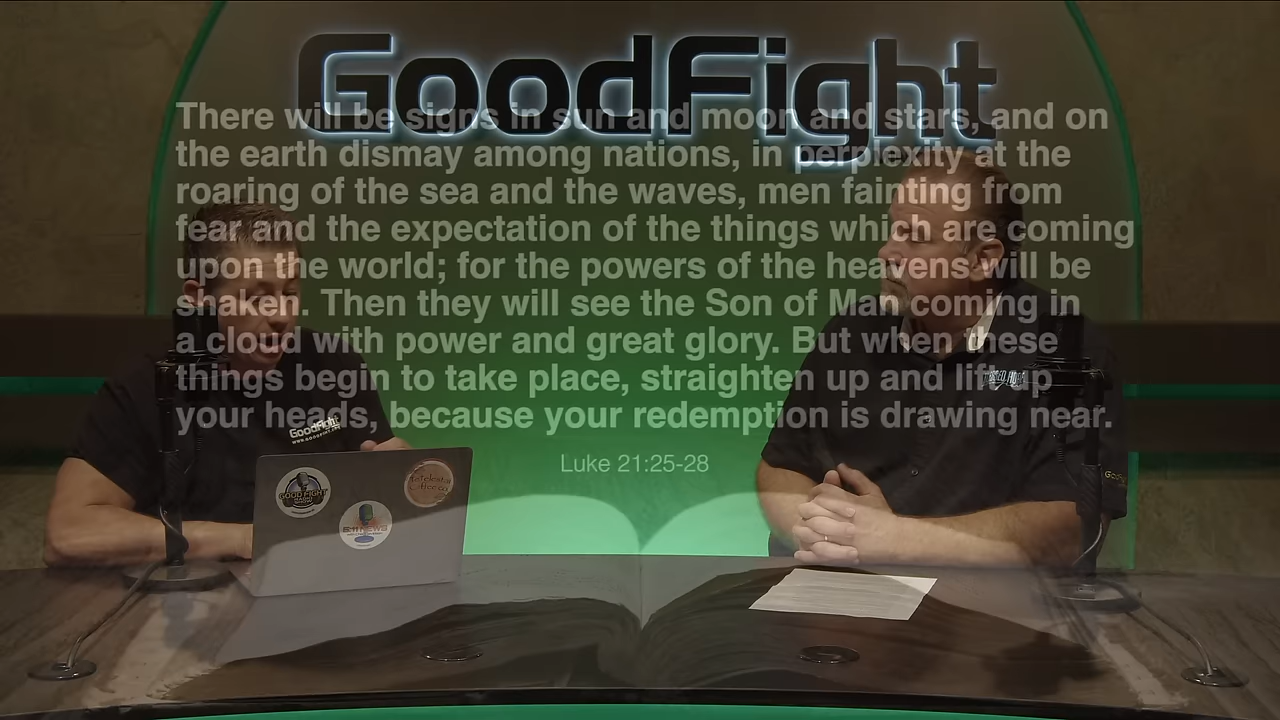 GoodFight
There will be signs in sun and moon and stars, and on
the earth dismay among nations, in perplexity at the
roaring of the sea and the waves, men fainting from
fear and the expectation of the things which are coming
upon the world; for the powers of the heavens will be
shaken. Then they will see the Son of Man coming in
a cloud with power and great glory. But when these
things begin to take place, straighten up and lift up
your heads, because your redemption is drawing near.
Luke 21:25-28
GoodFight
GOOD FIGHT
RADIO
SHOW